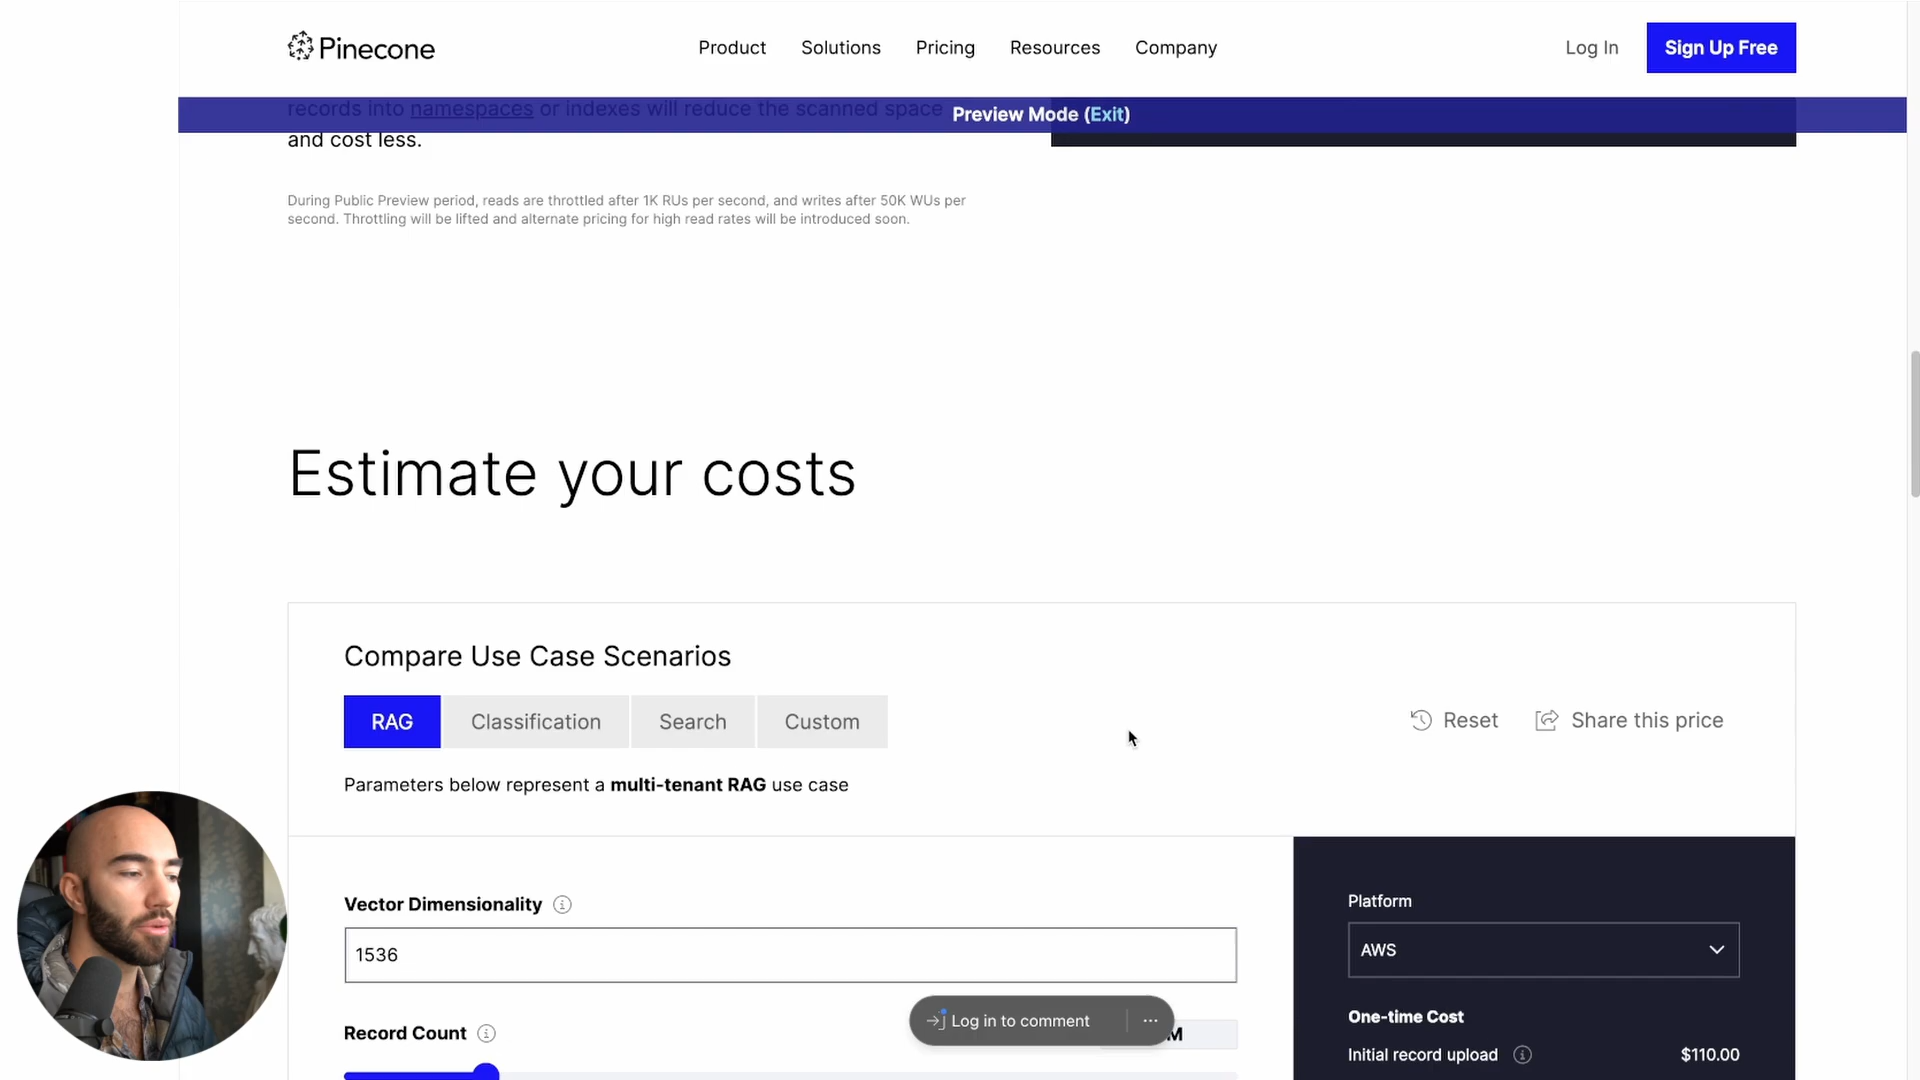 Pinecone
Product
Solutions
Pricing
Resources
Company
Log In
Sign Up Free
records into namespaces or indexes will reduce the scanned space
Preview Mode (Exit)
and cost less.
During Public Preview period, reads are throttled after 1K RUs per second, and writes after 50K WUs per
second. Throttling will be lifted and alternate pricing for high read rates will be introduced soon.
Estimate your costs
Compare Use Case Scenarios
RAG
Classification
Search
Custom
Reset
Share this price
Parameters below represent a multi-tenant RAG use case
Vector Dimensionality
1536
Record Count
M
Log in to comment
Platform
AWS
One-time Cost
Initial record upload
$110.00